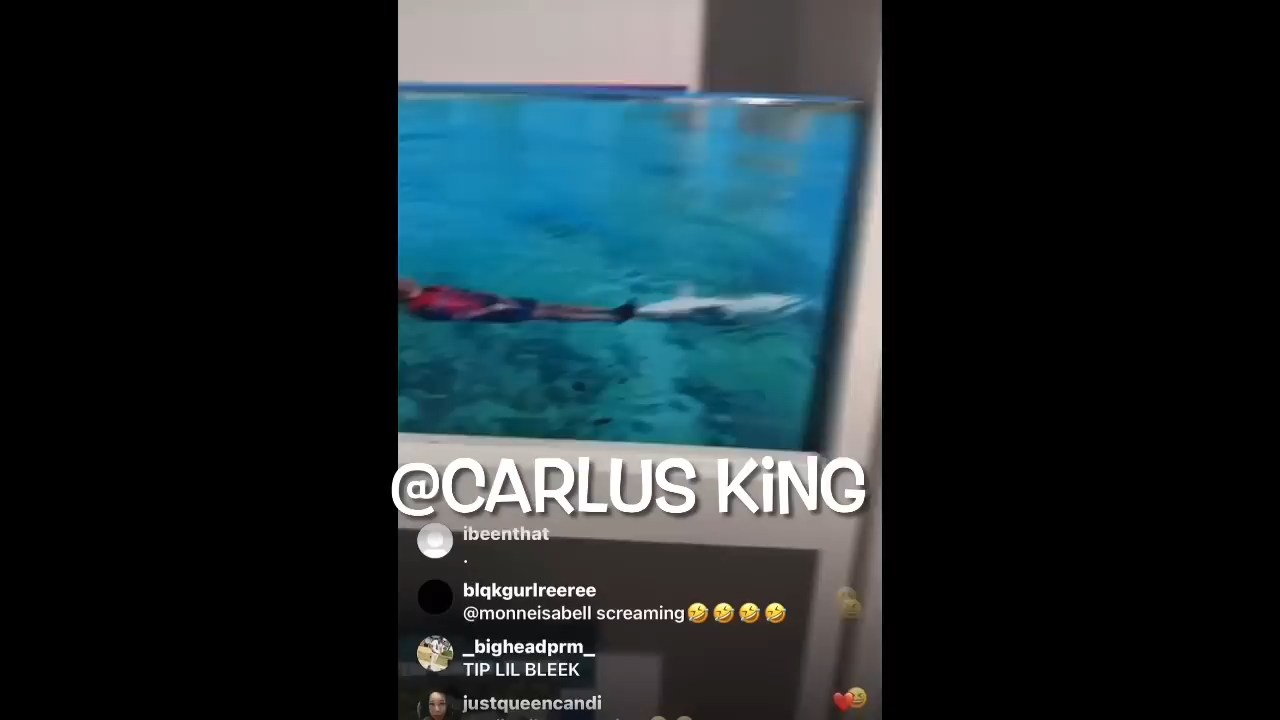 @CARLUS KiNG
ibeenthat
.
blqkgurlreeree
@monneisabell screaming🤣🤣🤣🤣
_bigheadprm_
TIP LIL BLEEK
justqueencandi